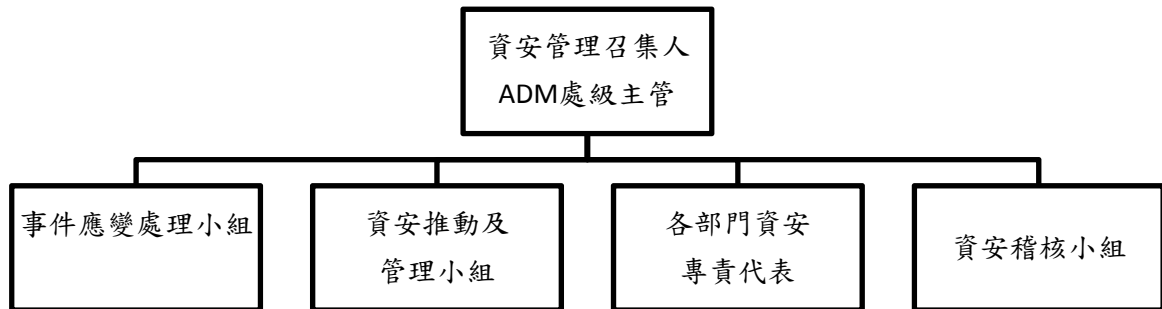 資安管理召集人
ADM處級主管
事件應變處理小組
資安推動及
管理小組
各部門資安
專責代表
資安稽核小組